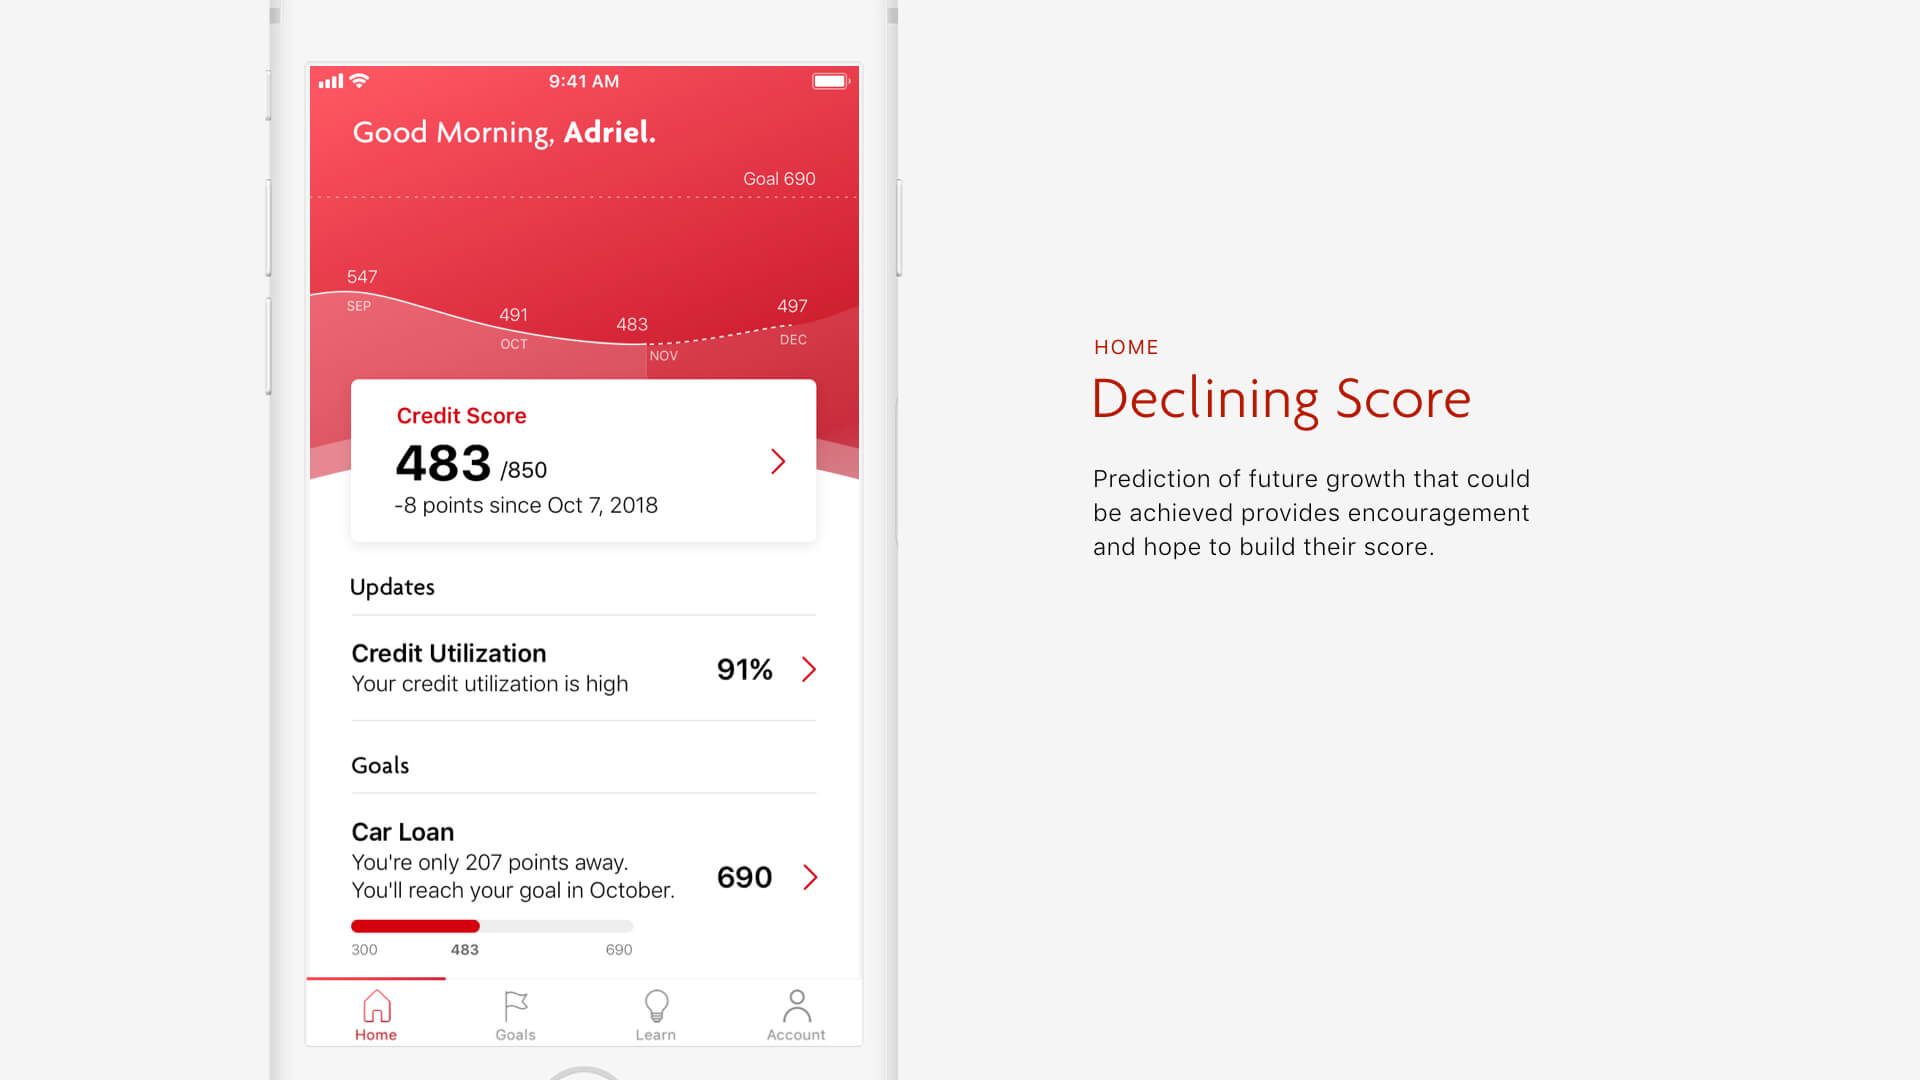 9:41 AM
Good Morning, Adriel.
Goal 690
547
SEP
491
OCT
483
NOV
497
DEC
Credit Score
483 /850
-8 points since Oct 7, 2018
Updates
Credit Utilization
Your credit utilization is high
91%
Goals
Car Loan
You're only 207 points away.
You'll reach your goal in October.
690
300 483 690
Home Goals Learn Account
HOME
Declining Score
Prediction of future growth that could
be achieved provides encouragement
and hope to build their score.